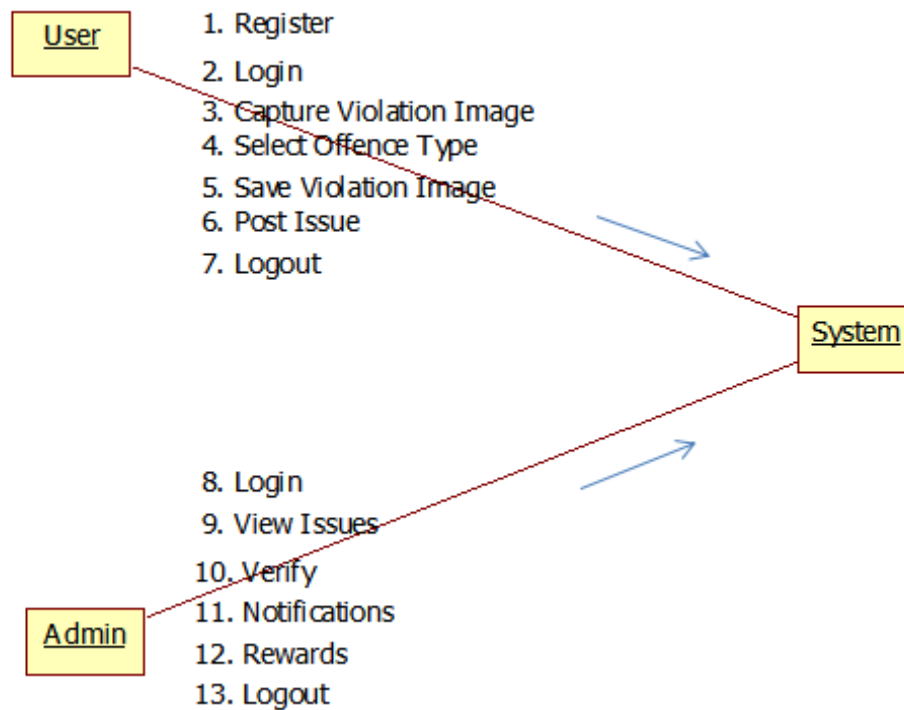 User
1. Register
2. Login
3. Capture Violation Image
4. Select Offence Type
5. Save Violation Image
6. Post Issue
7. Logout
System
8. Login
9. View Issues
10. Verify
11. Notifications
12. Rewards
13. Logout
Admin